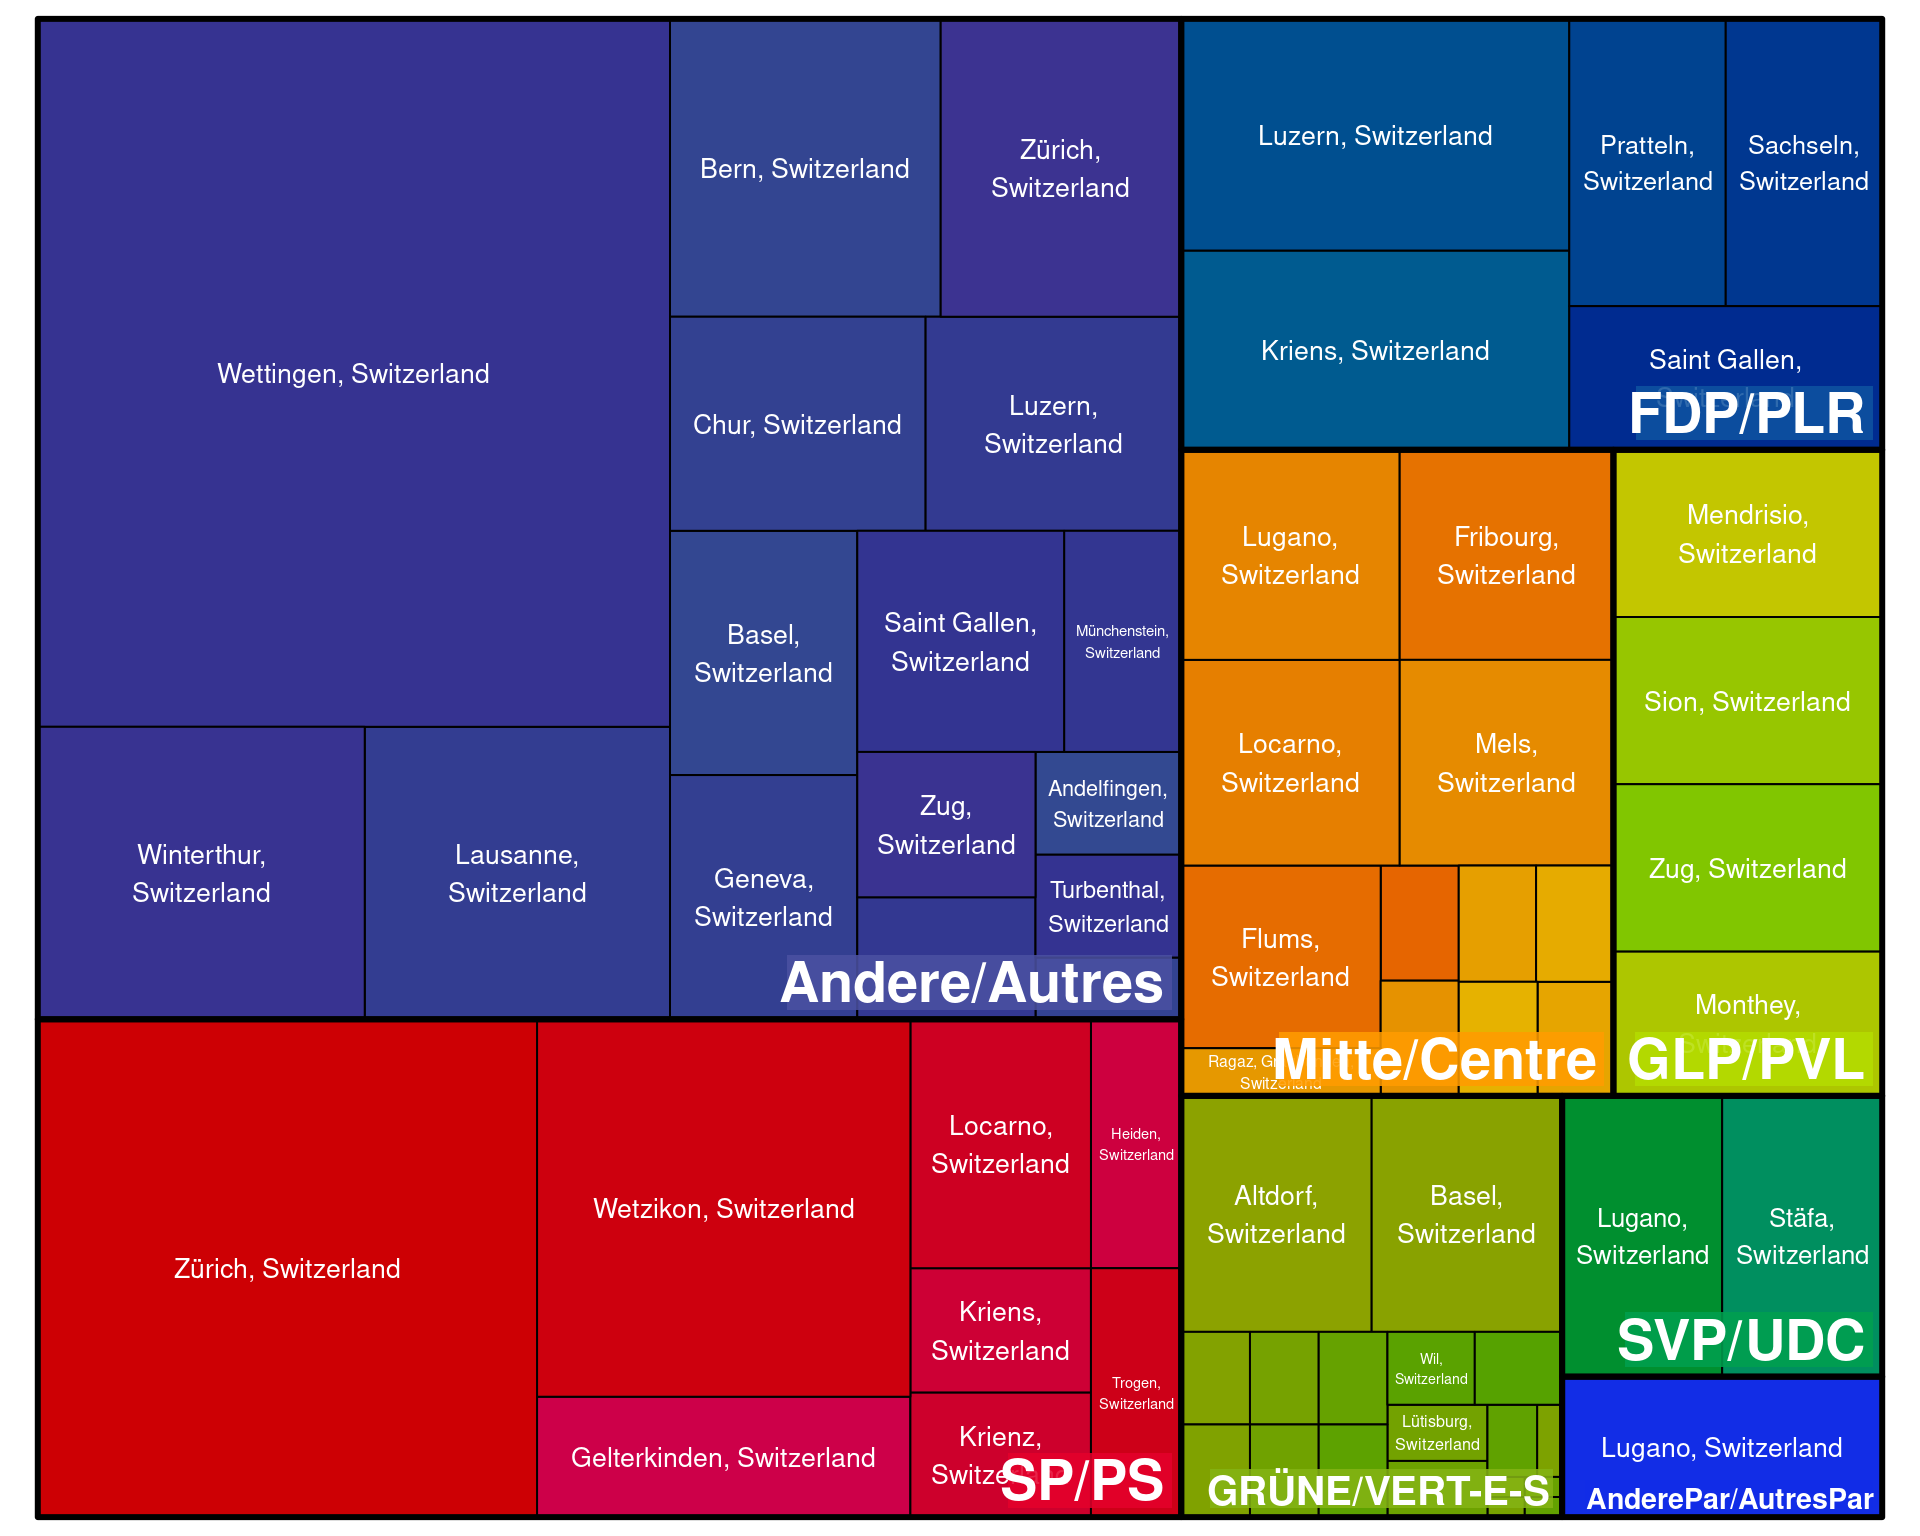 Wettingen, Switzerland
Bern, Switzerland
Zürich,
Switzerland
Chur, Switzerland
Luzern,
Switzerland
Winterthur,
Switzerland
Lausanne,
Switzerland
Basel,
Switzerland
Saint Gallen,
Switzerland
Münchenstein,
Switzerland
Geneva,
Switzerland
Zug,
Switzerland
Andelfingen,
Switzerland
Turbenthal,
Switzerland
Andere/Autres
Luzern, Switzerland
Kriens, Switzerland
Pratteln,
Switzerland
Sachseln,
Switzerland
Saint Gallen,
Switzerland
FDP/PLR
Lugano,
Switzerland
Fribourg,
Switzerland
Locarno,
Switzerland
Mels,
Switzerland
Flums,
Switzerland
Ragaz,
Switzerland
Mitte/Centre
Mendrisio,
Switzerland
Sion, Switzerland
Zug, Switzerland
Monthey,
Switzerland
GLP/PVL
Zürich, Switzerland
Wetzikon, Switzerland
Gelterkinden, Switzerland
Locarno,
Switzerland
Heiden,
Switzerland
Kriens,
Switzerland
Krienz,
Switzerland
Trogen,
Switzerland
SP/PS
Altdorf,
Switzerland
Basel,
Switzerland
Wil,
Switzerland
Lütisburg,
Switzerland
GRÜNE/VERT-E-S
Lugano,
Switzerland
Stäfa,
Switzerland
SVP/UDC
Lugano, Switzerland
AnderePar/AutresPar